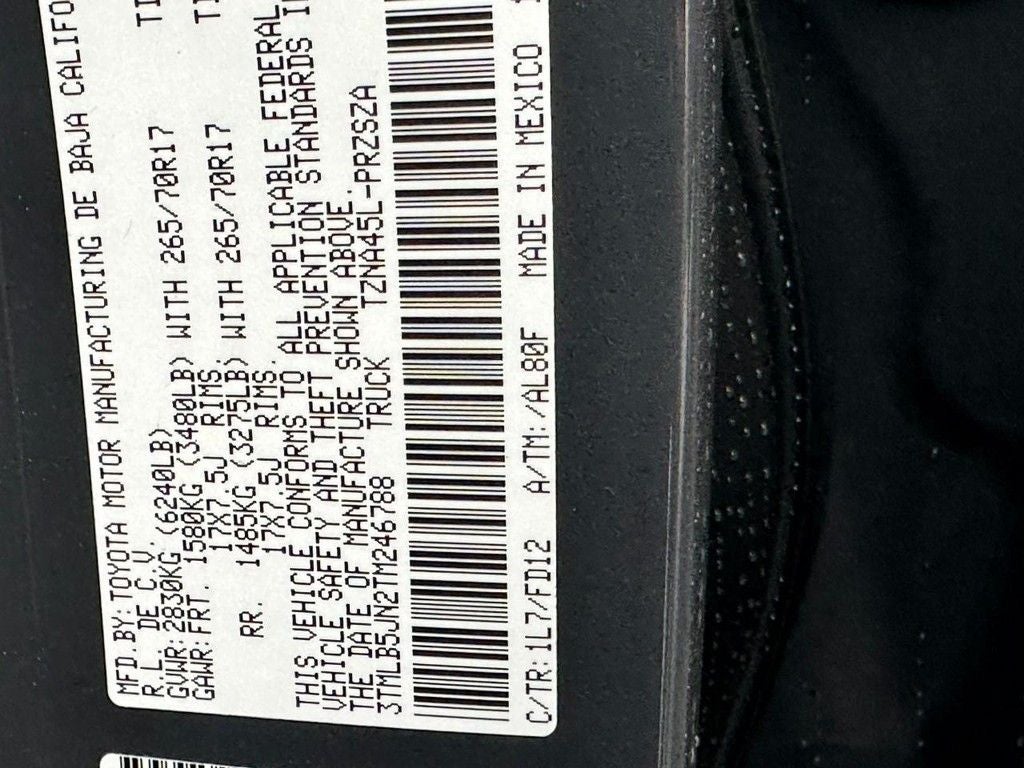 MFD.BY:TOYOTA MOTOR MANUFACTURING DE BAJA CALIFO
R.L. DE C.V.
GVWR:2830KG (6240LB)
GAWR:FRT. 1580KG (3480LB) WITH 265/70R17 TI
17X7.5J RIMS.
RR. 1485KG (3275LB) WITH 265/70R17 TI
17X7.5J RIMS.
THIS VEHICLE CONFORMS TO ALL APPLICABLE FEDERAL
VEHICLE SAFETY AND THEFT PREVENTION STANDARDS I
THE DATE OF MANUFACTURE SHOWN ABOVE.
3TMLB5JN2TM246788 TRUCK TZNA45L-PRZSZA
C/TR:1L7/FD12 A/TM:/AL80F MADE IN MEXICO